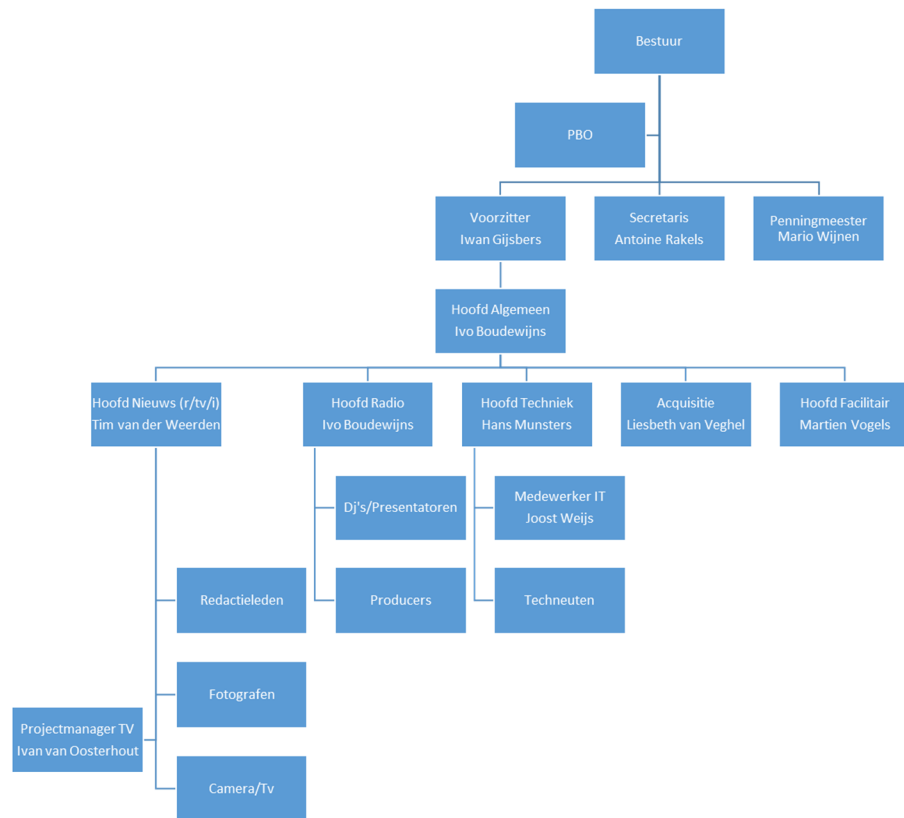 Bestuur
PBO
Voorzitter
Iwan Gijsbers
Secretaris
Antoine Rakels
Penningmeester
Mario Wijnen
Hoofd Algemeen
Ivo Boudewijns
Hoofd Nieuws (r/tv/i)
Tim van der Weerden
Hoofd Radio
Ivo Boudewijns
Hoofd Techniek
Hans Munsters
Acquisitie
Liesbeth van Veghel
Hoofd Facilitair
Martien Vogels
Dj's/Presentatoren
Medewerker IT
Joost Weijs
Redactieleden
Producers
Techneuten
Fotografen
Projectmanager TV
Ivan van Oosterhout
Camera/Tv